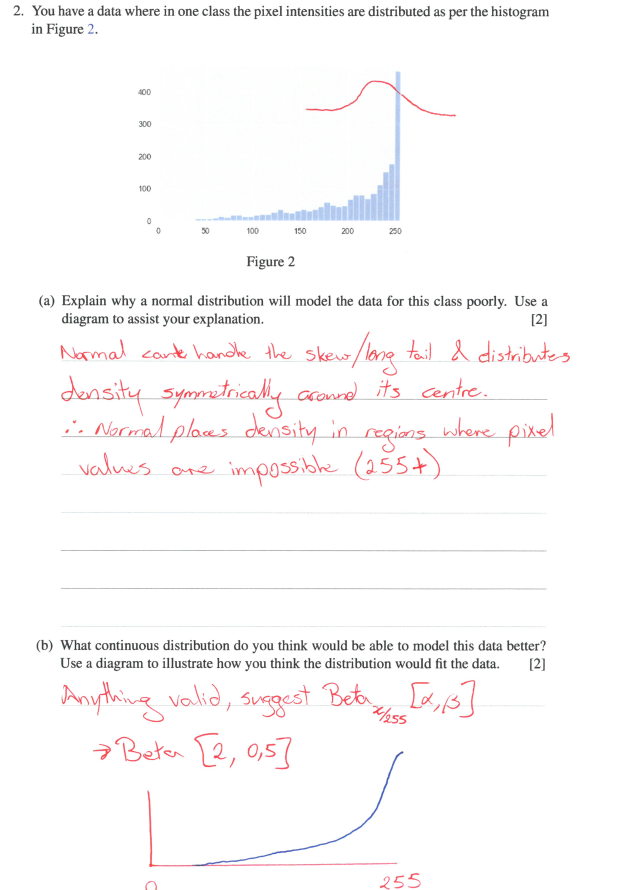 2. You have a data where in one class the pixel intensities are distributed as per the histogram
in Figure 2.
400
300
200
100
0
0 50 100 150 200 250
Figure 2
(a) Explain why a normal distribution will model the data for this class poorly. Use a
diagram to assist your explanation. [2]
Normal can't handle the skew/long tail & distributes
density symmetrically around its centre.
∴ Normal places density in regions where pixel
values are impossible (255+)
(b) What continuous distribution do you think would be able to model this data better?
Use a diagram to illustrate how you think the distribution would fit the data. [2]
Anything valid, suggest Beta x/255 [α,β]
→ Beta [2, 0,5]
0 255